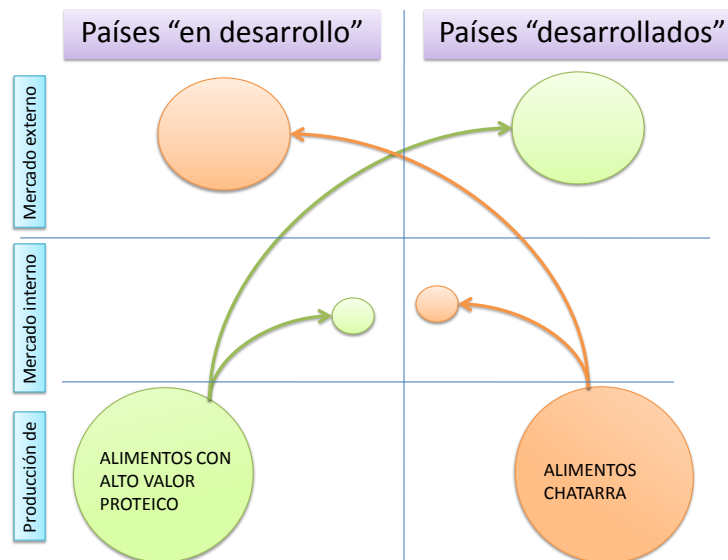 Países “en desarrollo”
Países “desarrollados”
Mercado externo
Mercado interno
Producción de
ALIMENTOS CON
ALTO VALOR
PROTEICO
ALIMENTOS
CHATARRA